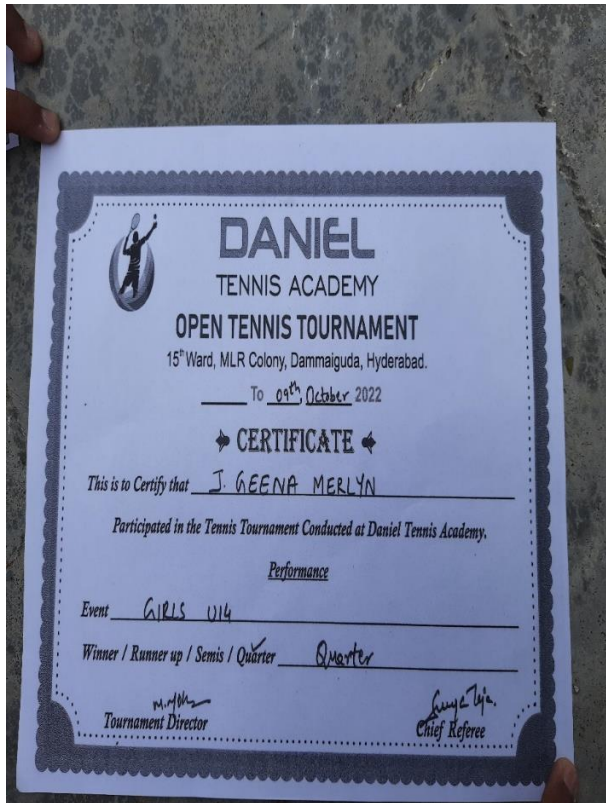 DANIEL
TENNIS ACADEMY
OPEN TENNIS TOURNAMENT
15th Ward, MLR Colony, Dammaiguda, Hyderabad.
To 09th, October 2022
CERTIFICATE
This is to Certify that J. GEENA MERLYN
Participated in the Tennis Tournament Conducted at Daniel Tennis Academy.
Performance
Event GIRLS U14
Winner / Runner up / Semis / Quarter Quarter
Tournament Director
Surya Teja.
Chief Referee